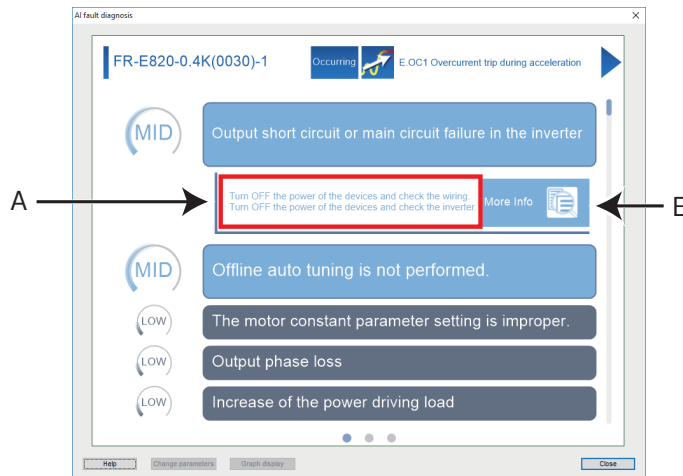 AI fault diagnosis
FR-E820-0.4K(0030)-1
Occurring
E.OC1 Overcurrent trip during acceleration
MID
Output short circuit or main circuit failure in the inverter
A
· Turn OFF the power of the devices and check the wiring.
· Turn OFF the power of the devices and check the inverter.
More Info
MID
Offline auto tuning is not performed.
LOW
The motor constant parameter setting is improper.
LOW
Output phase loss
LOW
Increase of the power driving load
Help
Change parameters
Graph display
Close